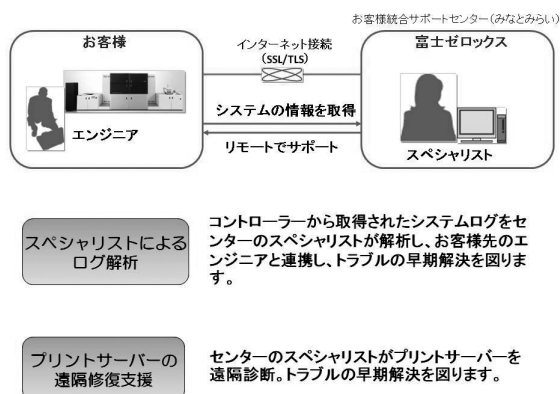 お客様統合サポートセンター(みなとみらい)
お客様
インターネット接続
(SSL/TLS)
富士ゼロックス
エンジニア
システムの情報を取得
リモートでサポート
スペシャリスト
スペシャリストによる
ログ解析
コントローラーから取得されたシステムログをセ
ンターのスペシャリストが解析し、お客様先のエ
ンジニアと連携し、トラブルの早期解決を図りま
す。
プリントサーバーの
遠隔修復支援
センターのスペシャリストがプリントサーバーを
遠隔診断。トラブルの早期解決を図ります。